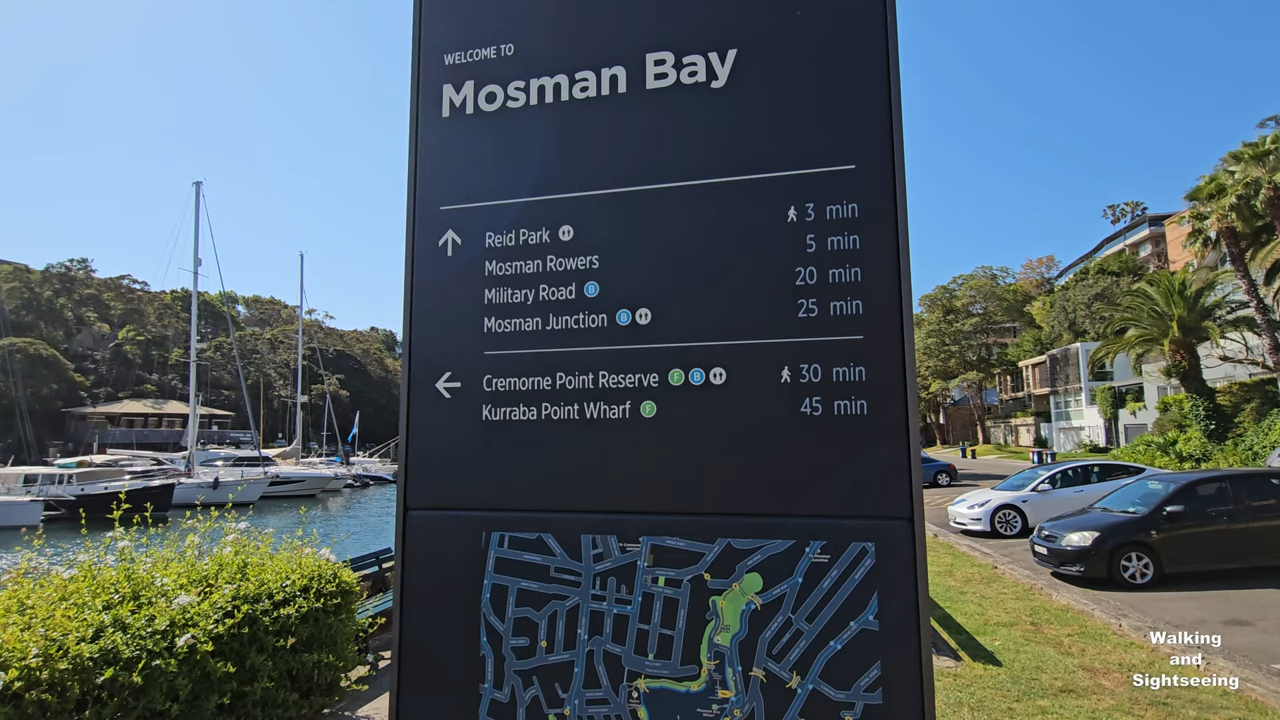 WELCOME TO
Mosman Bay
Reid Park 3 min
Mosman Rowers 5 min
Military Road B 20 min
Mosman Junction B 25 min
Cremorne Point Reserve F B 30 min
Kurraba Point Wharf F 45 min
Walking
and
Sightseeing